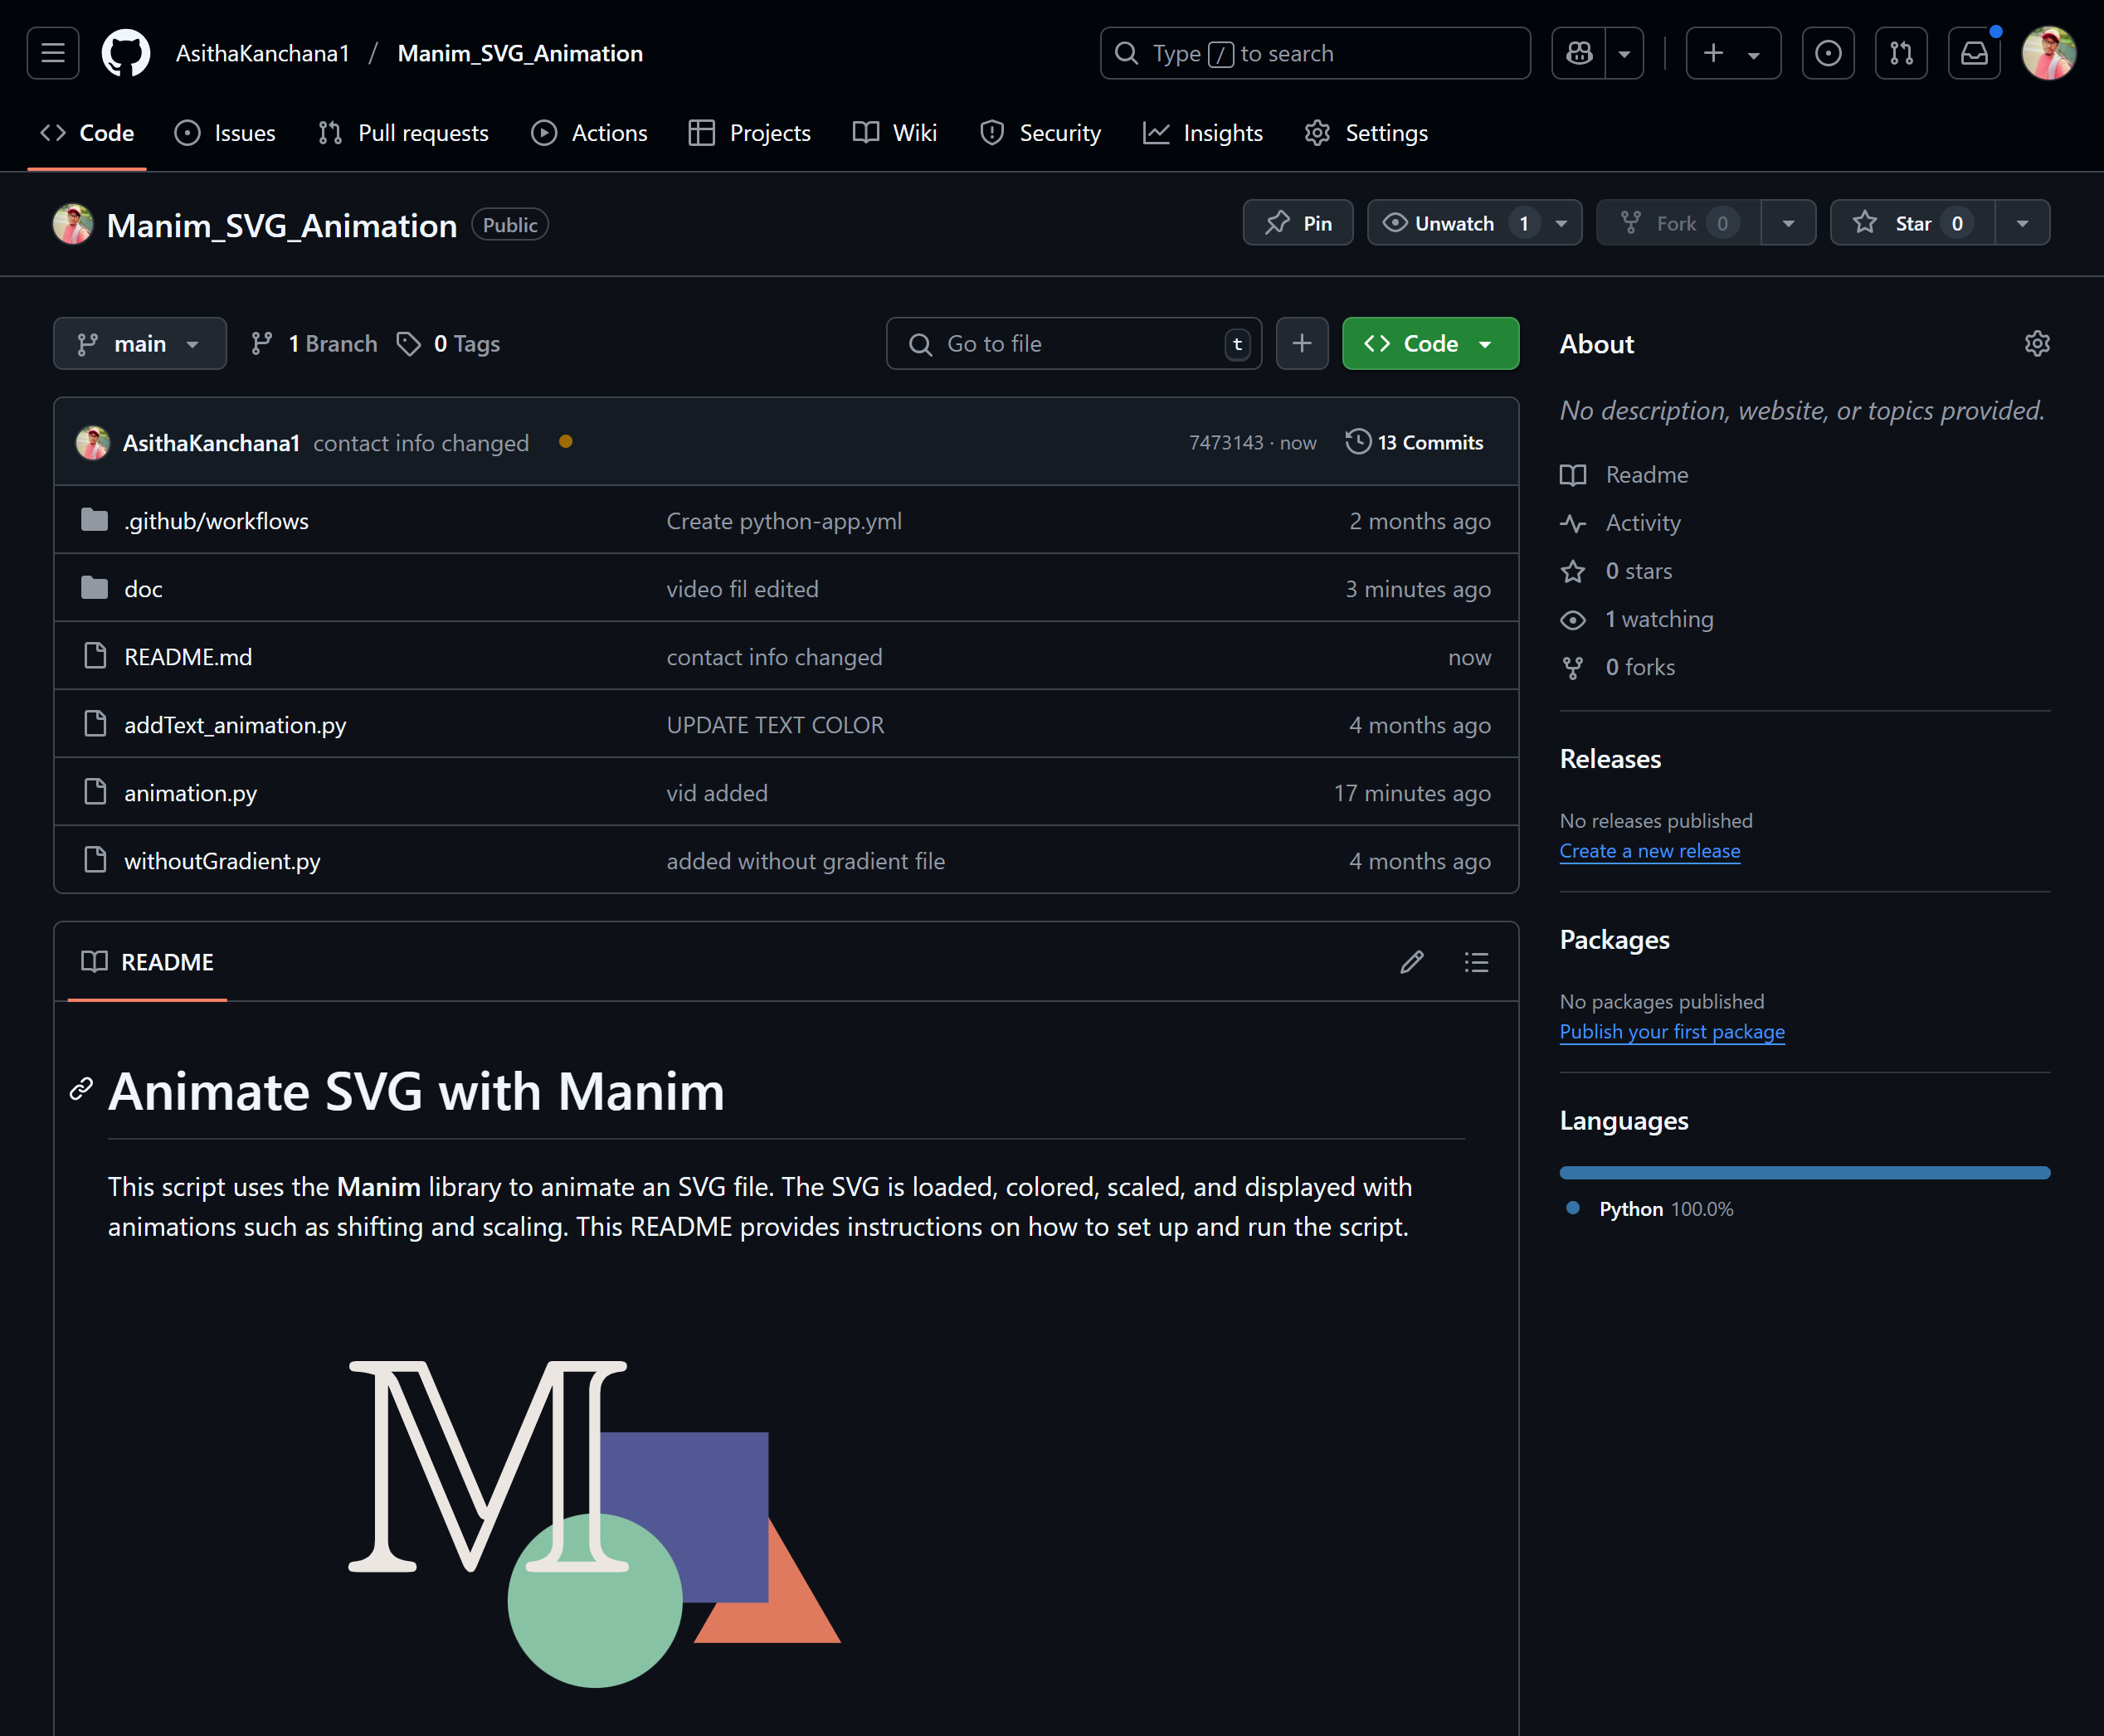 AsithaKanchana1 / Manim_SVG_Animation
Type / to search
Code Issues Pull requests Actions Projects Wiki Security Insights Settings
Manim_SVG_Animation Public
Pin Unwatch 1 Fork 0 Star 0
main 1 Branch 0 Tags
Go to file t
Code
AsithaKanchana1 contact info changed 7473143 · now 13 Commits
.github/workflows Create python-app.yml 2 months ago
doc video fil edited 3 minutes ago
README.md contact info changed now
addText_animation.py UPDATE TEXT COLOR 4 months ago
animation.py vid added 17 minutes ago
withoutGradient.py added without gradient file 4 months ago
README
Animate SVG with Manim
This script uses the Manim library to animate an SVG file. The SVG is loaded, colored, scaled, and displayed with
animations such as shifting and scaling. This README provides instructions on how to set up and run the script.
M
About
No description, website, or topics provided.
Readme
Activity
0 stars
1 watching
0 forks
Releases
No releases published
Create a new release
Packages
No packages published
Publish your first package
Languages
Python 100.0%